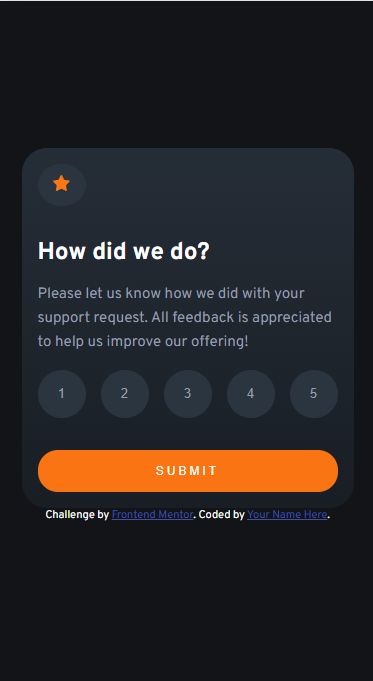 How did we do?
Please let us know how we did with your
support request. All feedback is appreciated
to help us improve our offering!
1 2 3 4 5
SUBMIT
Challenge by Frontend Mentor. Coded by Your Name Here.